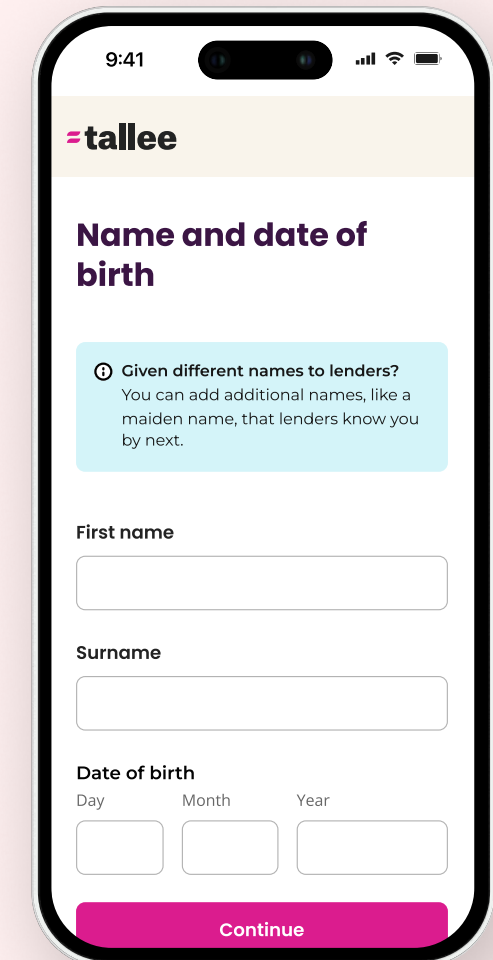 9:41
tallee
Name and date of
birth
Given different names to lenders?
You can add additional names, like a
maiden name, that lenders know you
by next.
First name
Surname
Date of birth
Day Month Year
Continue